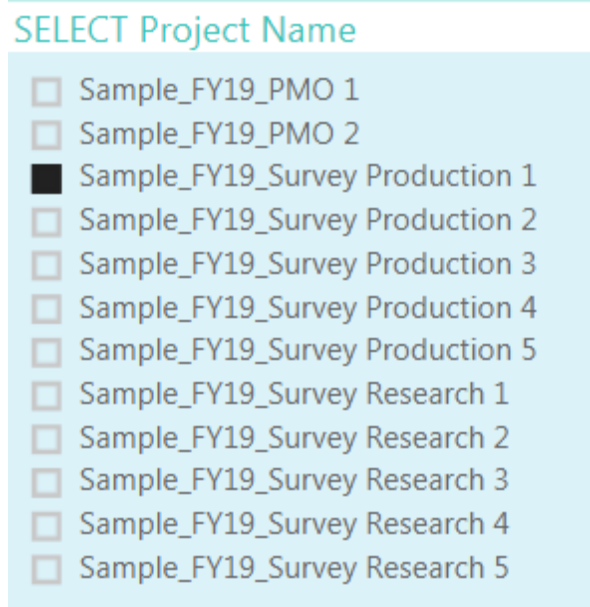 SELECT Project Name
Sample_FY19_PMO 1
Sample_FY19_PMO 2
Sample_FY19_Survey Production 1
Sample_FY19_Survey Production 2
Sample_FY19_Survey Production 3
Sample_FY19_Survey Production 4
Sample_FY19_Survey Production 5
Sample_FY19_Survey Research 1
Sample_FY19_Survey Research 2
Sample_FY19_Survey Research 3
Sample_FY19_Survey Research 4
Sample_FY19_Survey Research 5